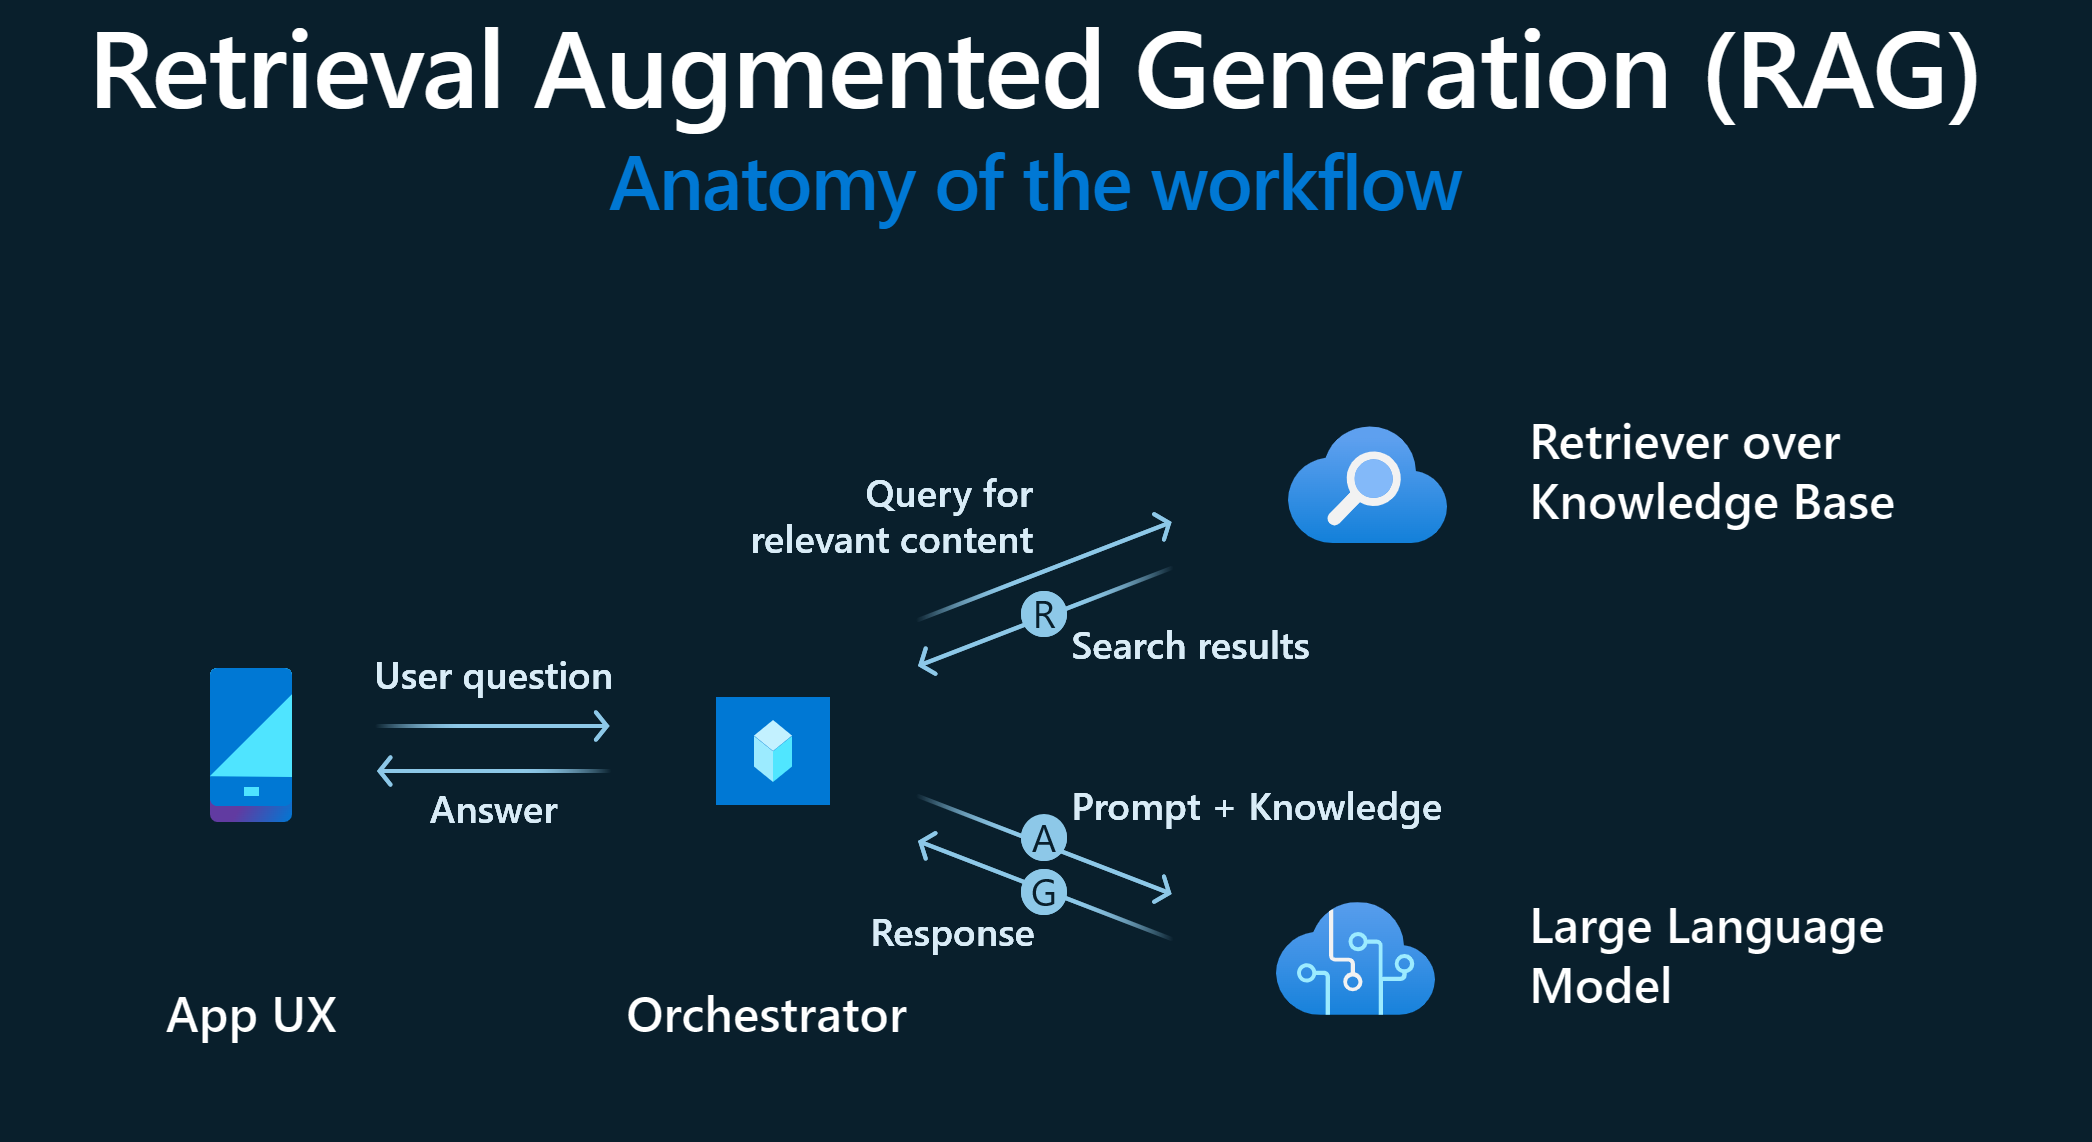 Retrieval Augmented Generation (RAG)
Anatomy of the workflow
Retriever over
Knowledge Base
Query for
relevant content
R
Search results
User question
Answer
Prompt + Knowledge
A
G
Response
Large Language
Model
App UX
Orchestrator